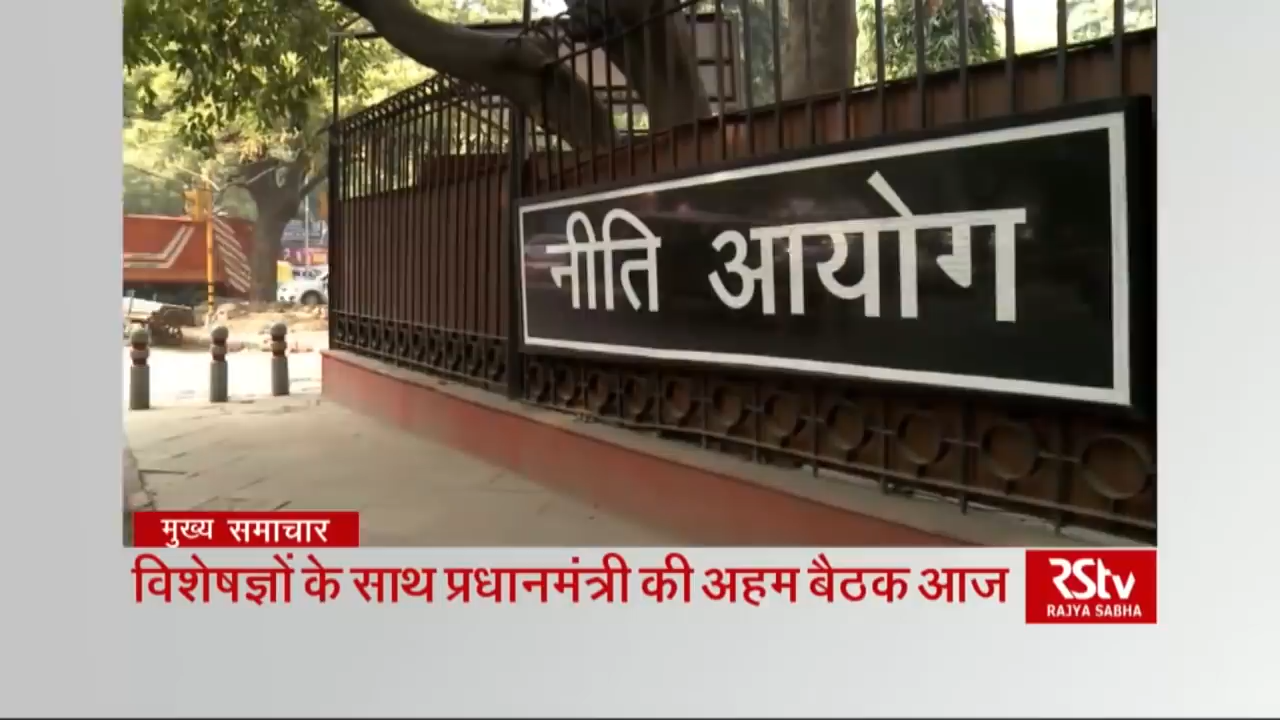 नीति आयोग
मुख्य समाचार
विशेषज्ञों के साथ प्रधानमंत्री की अहम बैठक आज
RSTV
RAJYA SABHA